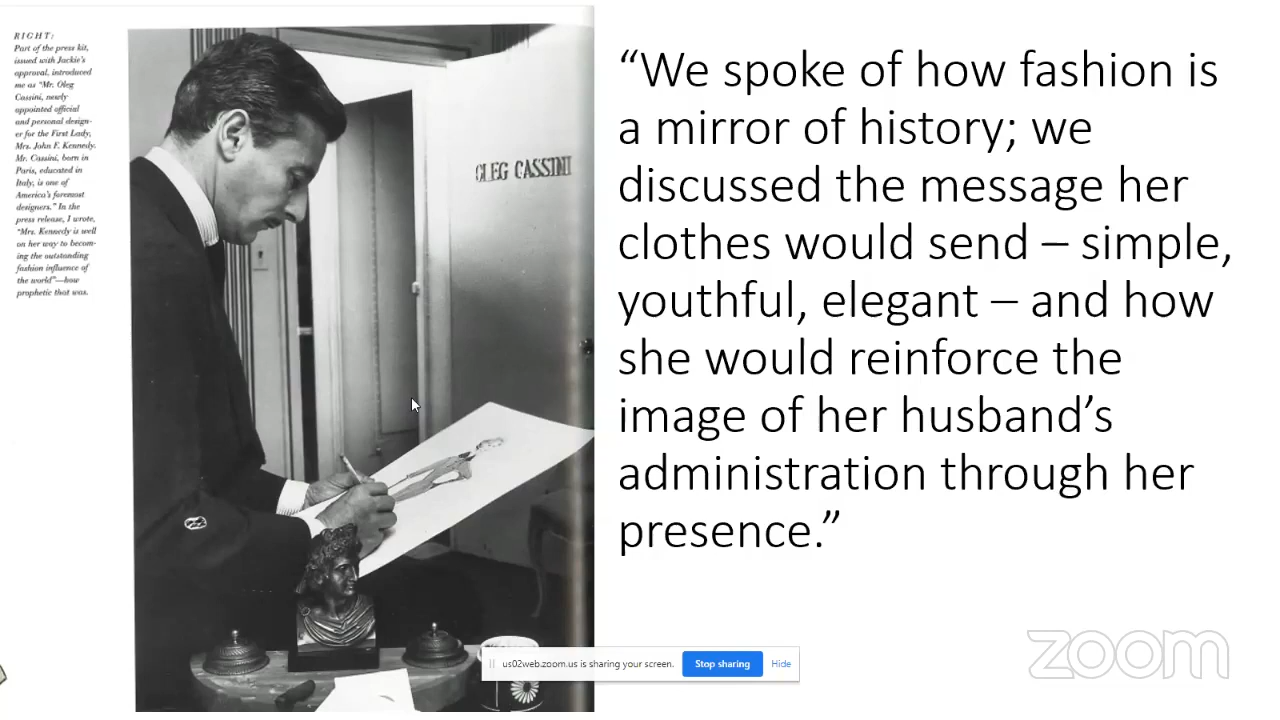 RIGHT:
Part of the press kit,
issued with Jackie's
approval, introduced
me as "Mr. Oleg
Cassini, newly
appointed official
and personal design-
er for the First Lady,
Mrs. John F. Kennedy.
Mr. Cassini, born in
Paris, educated in
Italy, is one of
America's foremost
designers." In the
press release, I wrote,
"Mrs. Kennedy is well
on her way to becom-
ing the outstanding
fashion influence of
the world"—how
prophetic that was.
OLEG CASSINI
“We spoke of how fashion is
a mirror of history; we
discussed the message her
clothes would send – simple,
youthful, elegant – and how
she would reinforce the
image of her husband’s
administration through her
presence.”
us02web.zoom.us is sharing your screen.
Stop sharing
Hide
zoom